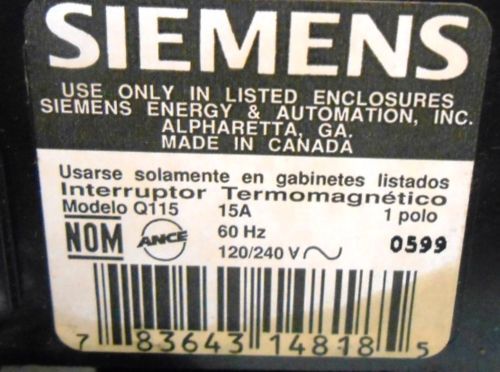 SIEMENS
USE ONLY IN LISTED ENCLOSURES
SIEMENS ENERGY & AUTOMATION, INC.
ALPHARETTA, GA.
MADE IN CANADA
Usarse solamente en gabinetes listados
Interruptor Termomagnético
Modelo Q115 15A 1 polo
NOM ANCE 60 Hz 0599
120/240 V ~
7 83643 14818 5